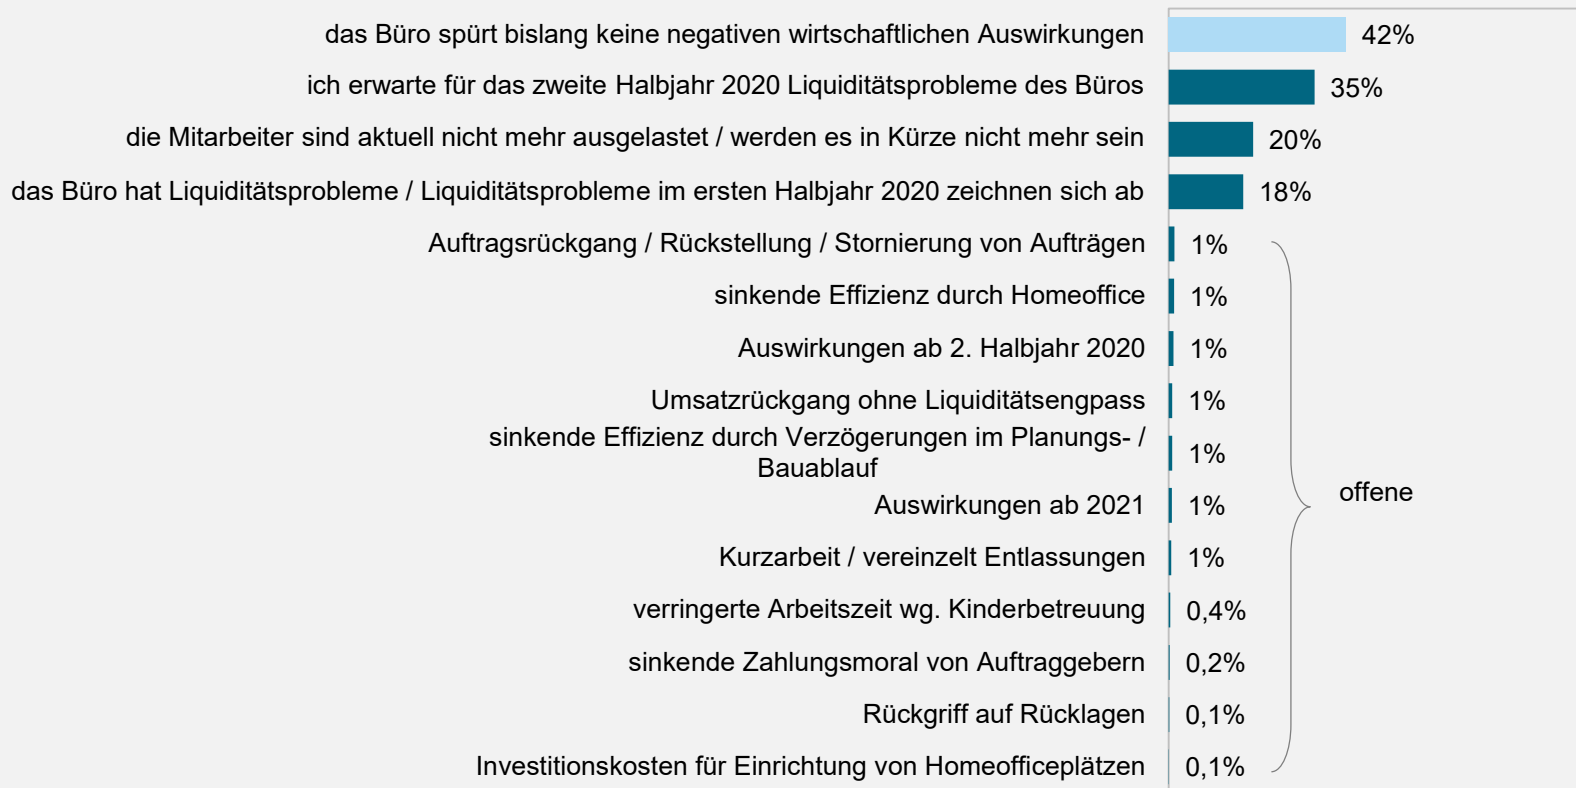 das Büro spürt bislang keine negativen wirtschaftlichen Auswirkungen 42%
ich erwarte für das zweite Halbjahr 2020 Liquiditätsprobleme des Büros 35%
die Mitarbeiter sind aktuell nicht mehr ausgelastet / werden es in Kürze nicht mehr sein 20%
das Büro hat Liquiditätsprobleme / Liquiditätsprobleme im ersten Halbjahr 2020 zeichnen sich ab 18%
Auftragsrückgang / Rückstellung / Stornierung von Aufträgen 1%
sinkende Effizienz durch Homeoffice 1%
Auswirkungen ab 2. Halbjahr 2020 1%
Umsatzrückgang ohne Liquiditätsengpass 1%
sinkende Effizienz durch Verzögerungen im Planungs- /
Bauablauf 1%
offene
Auswirkungen ab 2021 1%
Kurzarbeit / vereinzelt Entlassungen 1%
verringerte Arbeitszeit wg. Kinderbetreuung 0,4%
sinkende Zahlungsmoral von Auftraggebern 0,2%
Rückgriff auf Rücklagen 0,1%
Investitionskosten für Einrichtung von Homeofficeplätzen 0,1%